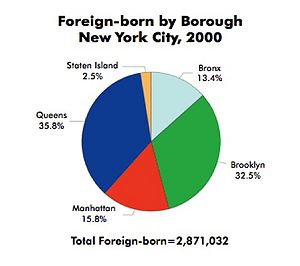 Foreign-born by Borough
New York City, 2000
Staten Island
2.5%
Bronx
13.4%
Queens
35.8%
Brooklyn
32.5%
Manhattan
15.8%
Total Foreign-born=2,871,032